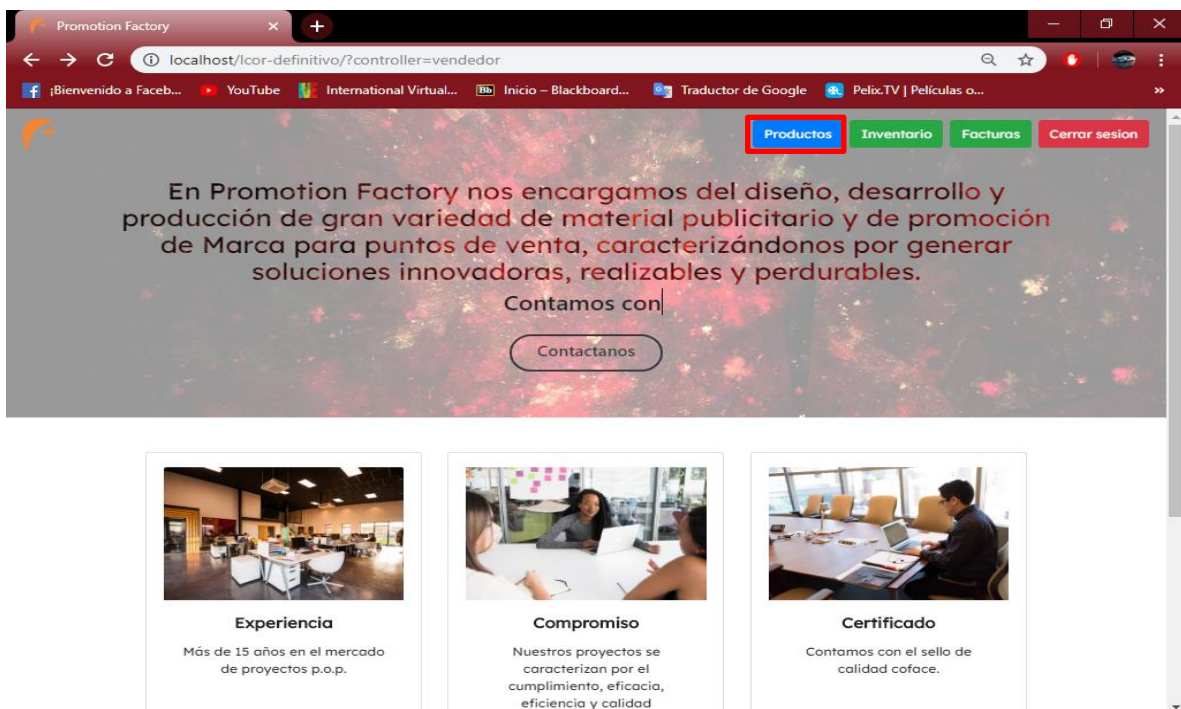 Promotion Factory
localhost/lcor-definitivo/?controller=vendedor
¡Bienvenido a Faceb...
YouTube
International Virtual...
Bb
Inicio – Blackboard...
Traductor de Google
Pelix.TV | Películas o...
»
Productos
Inventario
Facturas
Cerrar sesion
En Promotion Factory nos encargamos del diseño, desarrollo y
producción de gran variedad de material publicitario y de promoción
de Marca para puntos de venta, caracterizándonos por generar
soluciones innovadoras, realizables y perdurables.
Contamos con
Contactanos
Experiencia
Más de 15 años en el mercado
de proyectos p.o.p.
Compromiso
Nuestros proyectos se
caracterizan por el
cumplimiento, eficacia,
eficiencia y calidad
Certificado
Contamos con el sello de
calidad coface.